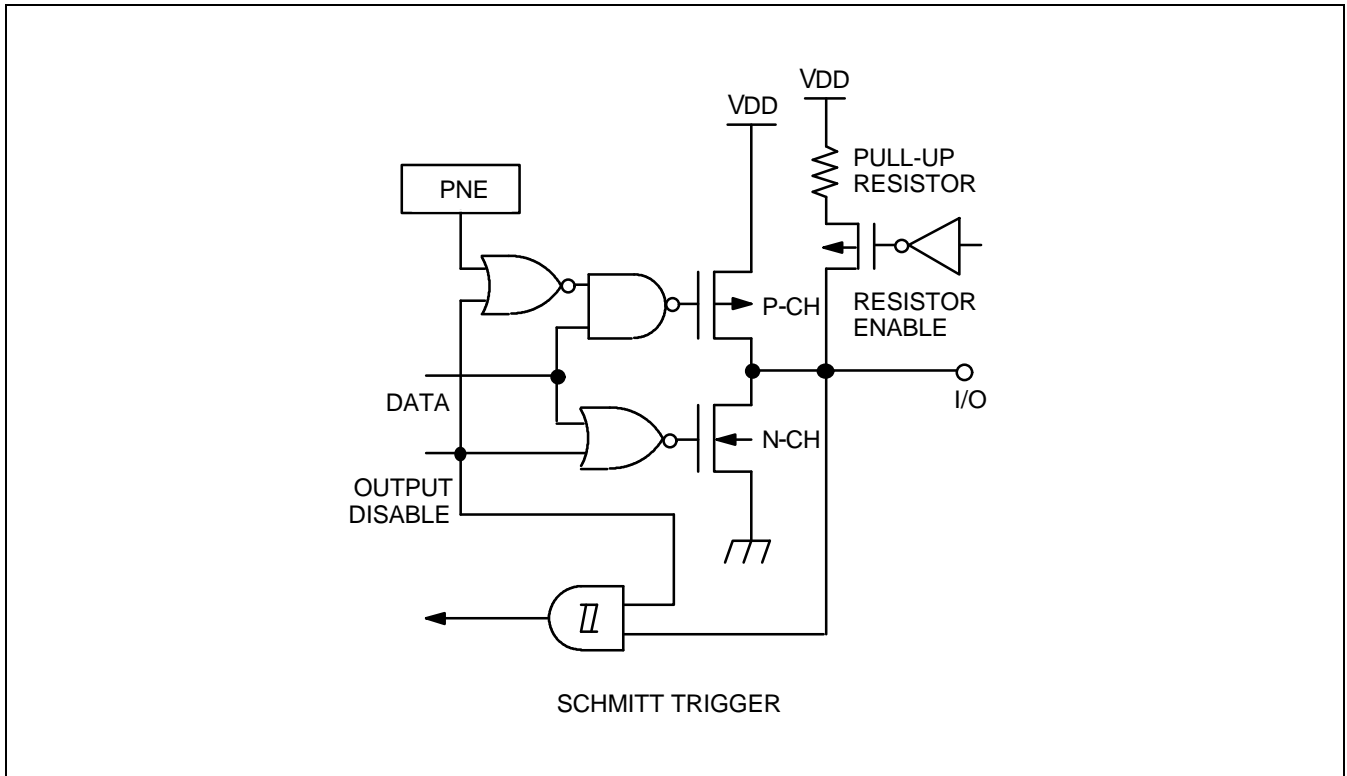 VDD
VDD
PULL-UP
RESISTOR
PNE
P-CH
RESISTOR
ENABLE
DATA
I/O
N-CH
OUTPUT
DISABLE
SCHMITT TRIGGER